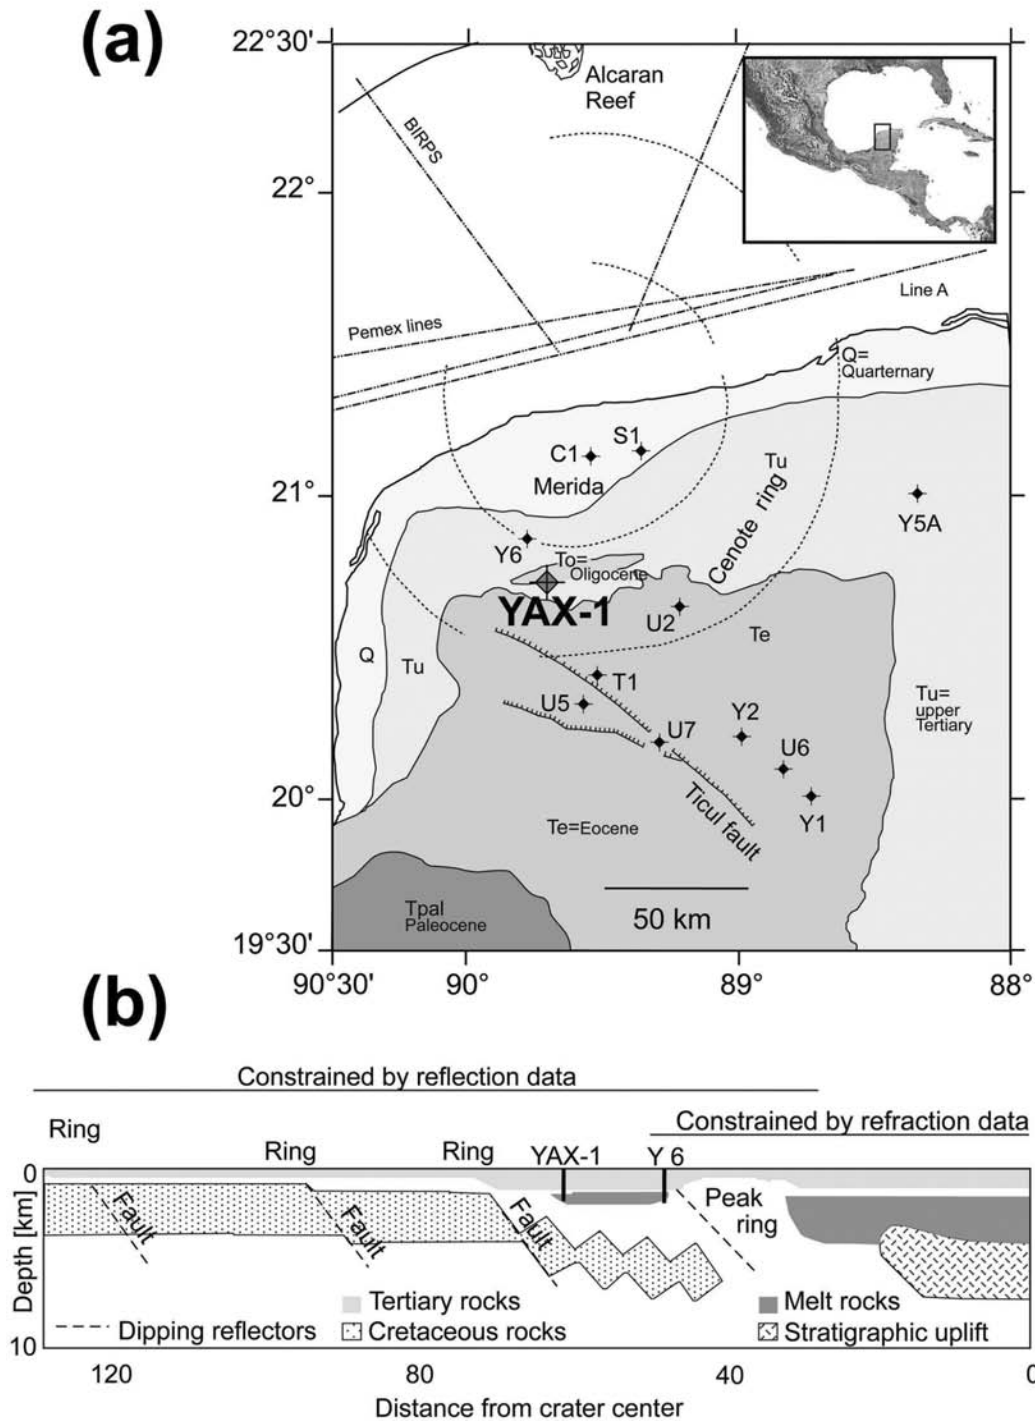 (a)
22°30'
Alcaran
Reef
BIRPS
22°
Line A
Pemex lines
Q=
Quarternary
S1
C1
Tu
Merida
21°
Cenote ring
Y5A
Y6
To=
Oligocene
YAX-1
U2
Te
Q
Tu
T1
Tu=
upper
Tertiary
U5
Y2
U7
U6
20°
Ticul fault
Y1
Te=Eocene
Tpal
Paleocene
50 km
19°30'
90°30'
90°
89°
88°
(b)
Constrained by reflection data
Constrained by refraction data
Ring
Ring
Ring
YAX-1
Y 6
0
Depth [km]
Fault
Fault
Fault
Peak
ring
Tertiary rocks
Melt rocks
Dipping reflectors
Cretaceous rocks
Stratigraphic uplift
10
120
80
40
0
Distance from crater center